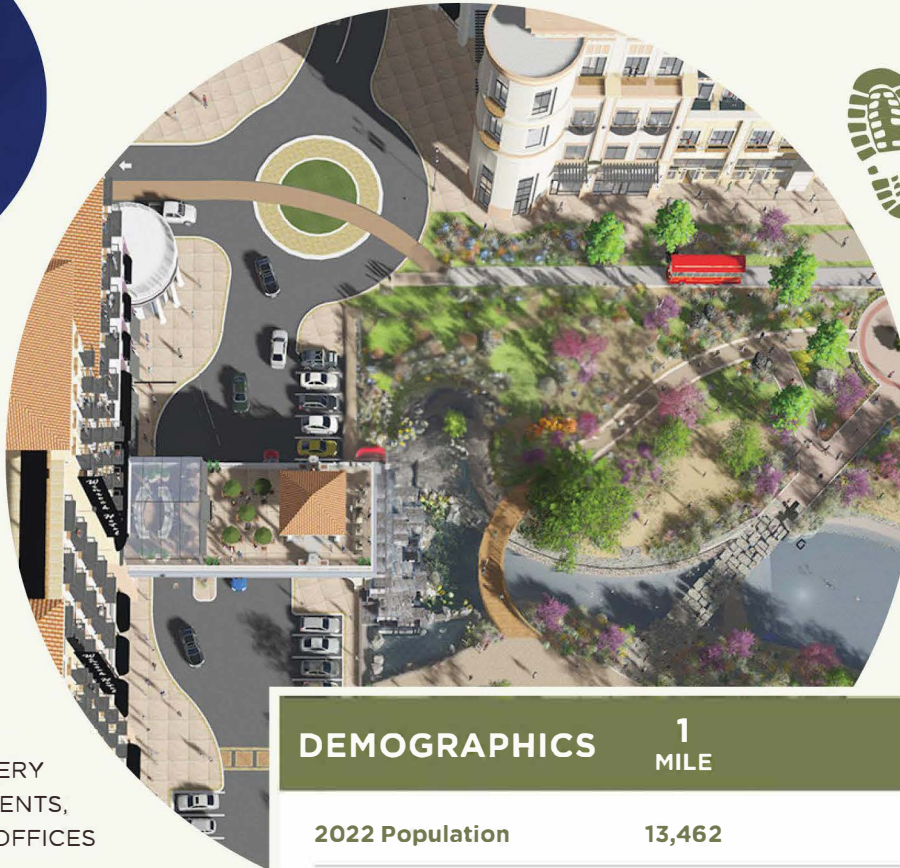 ERY
ENTS,
OFFICES
DEMOGRAPHICS
1
MILE
2022 Population
13,462